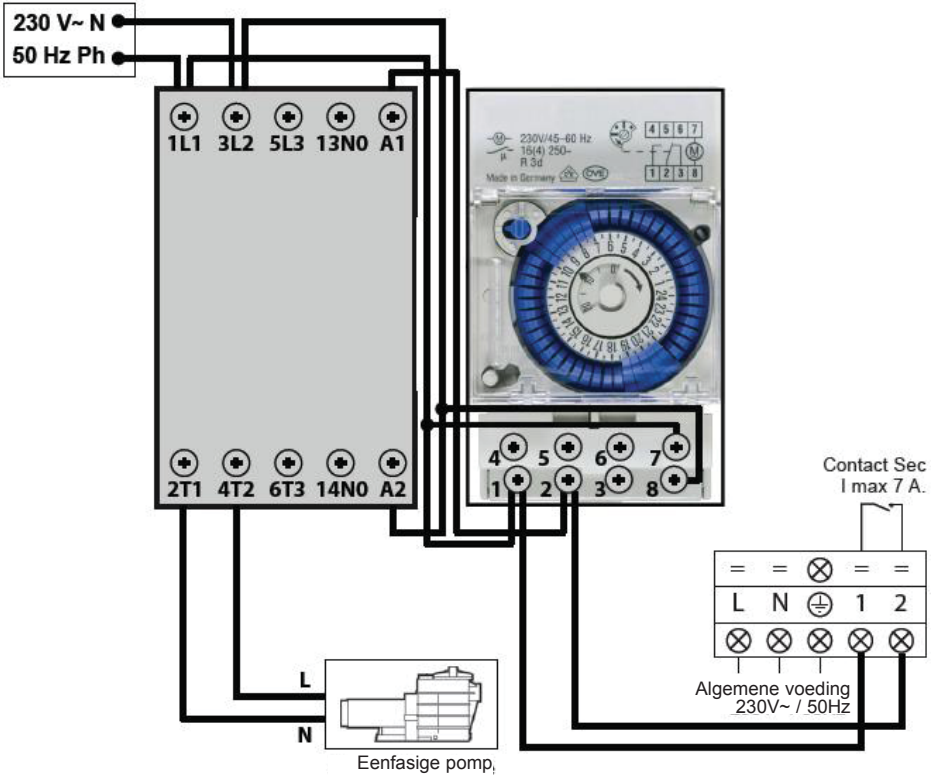 230 V~ N
50 Hz Ph
1L1 3L2 5L3 13N0 A1
2T1 4T2 6T3 14N0 A2
M 230V/45-60 Hz
16(4) 250~
µ R 3d
Made in Germany DVE
4 5 6 7
M
1 2 3 8
4 5 6 7
1 2 3 8
Contact Sec
I max 7 A.
= = = =
L N 1 2
Algemene voeding
230V~ / 50Hz
L
N
Eenfasige pomp,